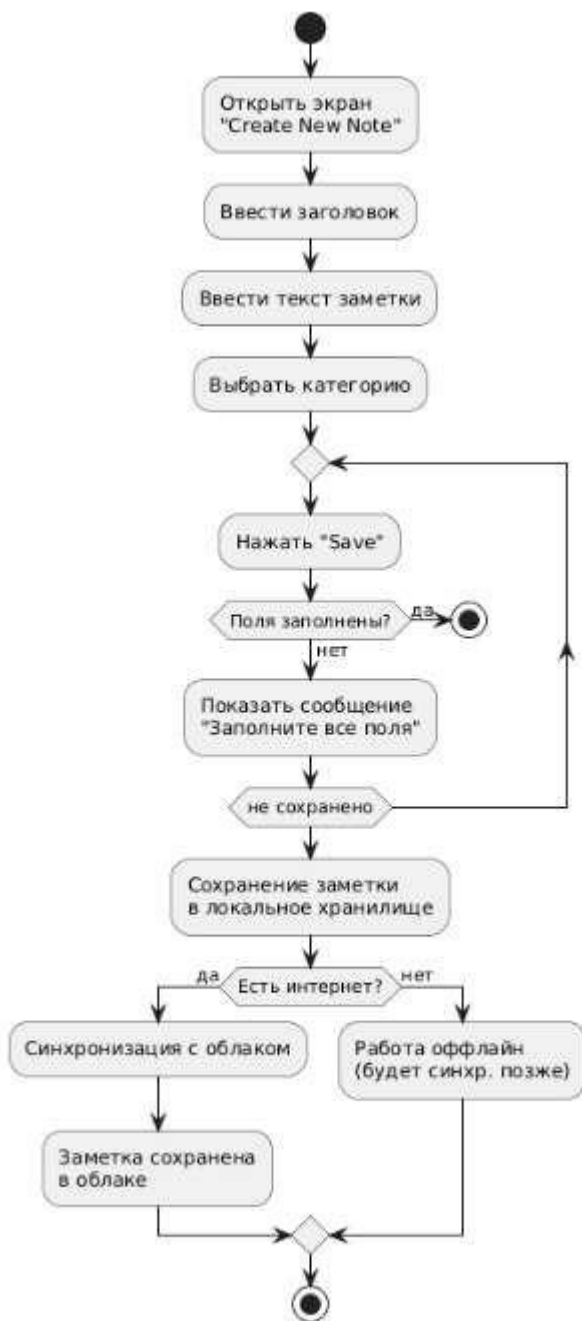 Открыть экран
"Create New Note"
Ввести заголовок
Ввести текст заметки
Выбрать категорию
Нажать "Save"
Поля заполнены?
да
нет
Показать сообщение
"Заполните все поля"
не сохранено
Сохранение заметки
в локальное хранилище
да
Есть интернет?
нет
Синхронизация с облаком
Работа оффлайн
(будет синхр. позже)
Заметка сохранена
в облаке